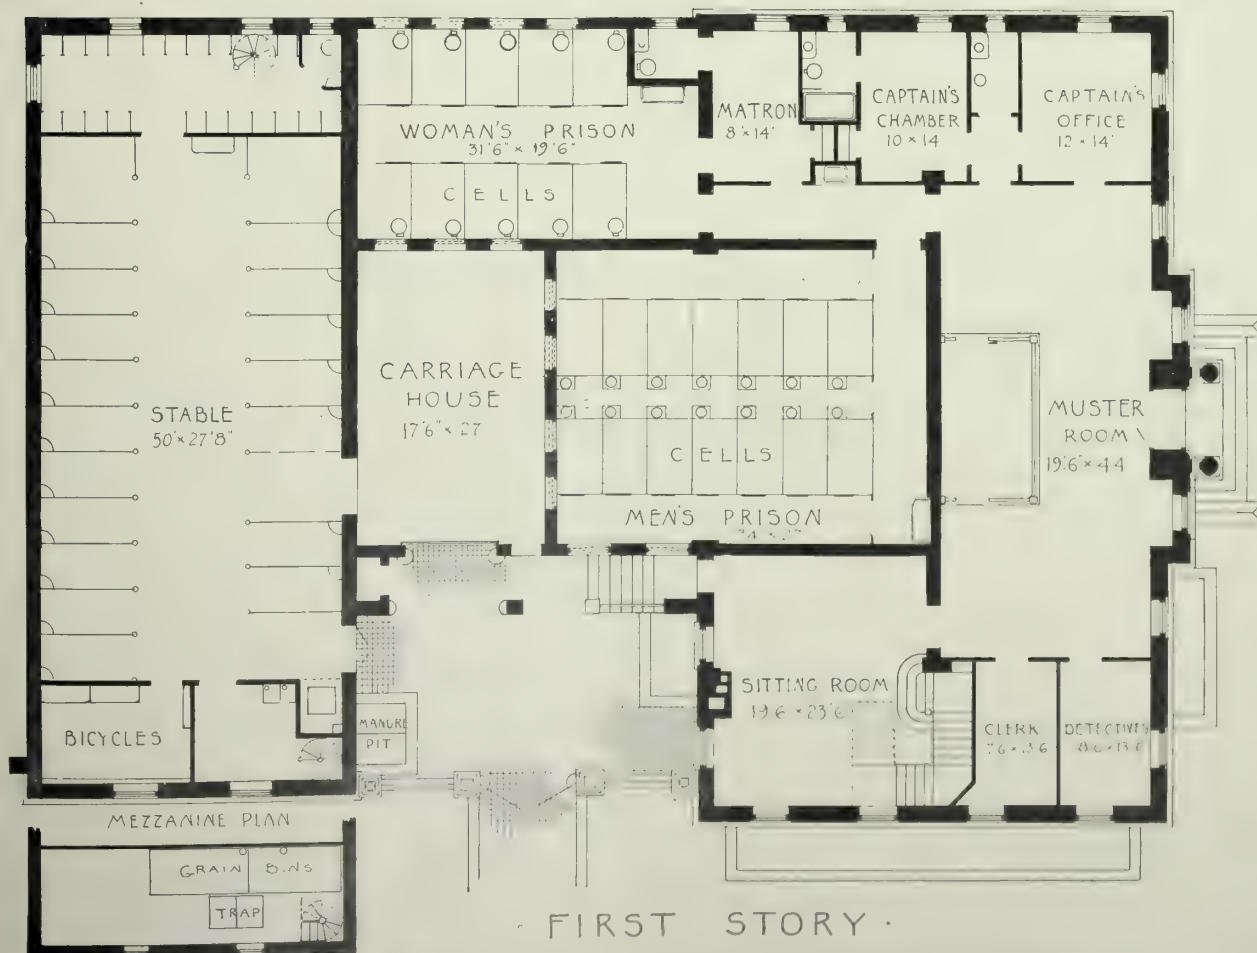 WOMAN'S PRISON
31'6" × 19'6"
CELLS
MATRON
8 × 14'
CAPTAIN'S
CHAMBER
10 × 14
CAPTAIN'S
OFFICE
12 × 14'
STABLE
50' × 27'8"
CARRIAGE
HOUSE
17'6" × 27
CELLS
MEN'S PRISON
MUSTER
ROOM
19'6" × 44
BICYCLES
MANURE
PIT
SITTING ROOM
19'6 × 23'6
CLERK
DETECTIVES
MEZZANINE PLAN
GRAIN BINS
TRAP
· FIRST STORY ·